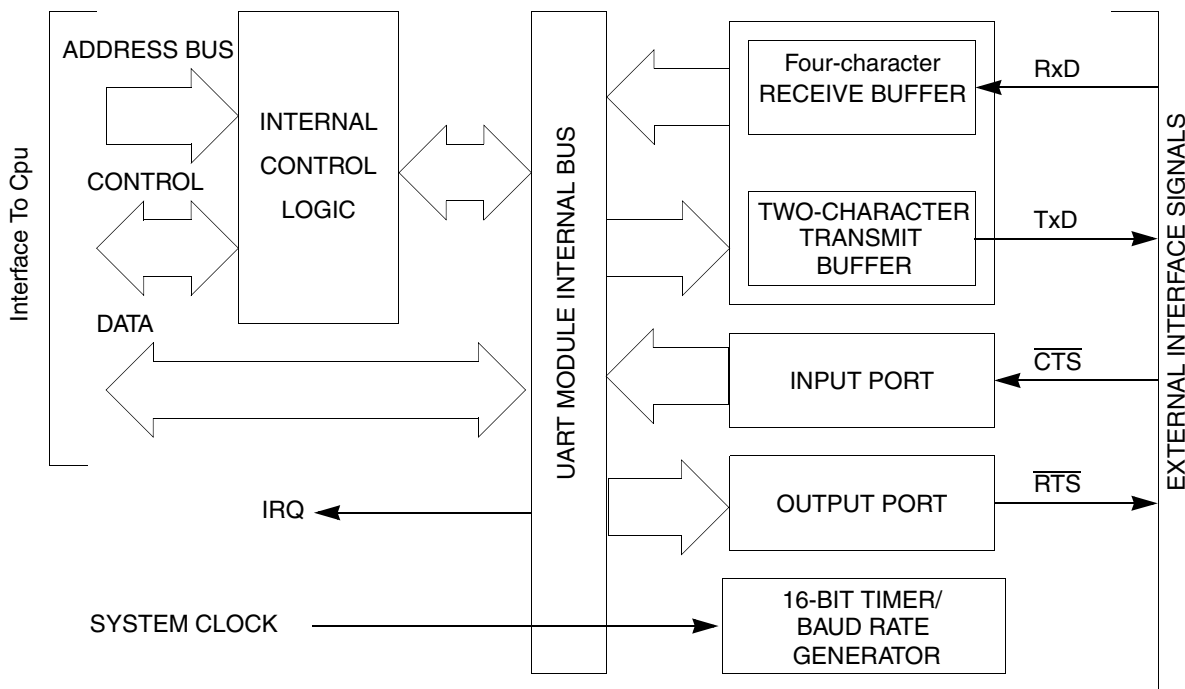 Interface To Cpu
ADDRESS BUS
CONTROL
DATA
INTERNAL
CONTROL
LOGIC
UART MODULE INTERNAL BUS
Four-character
RECEIVE BUFFER
TWO-CHARACTER
TRANSMIT
BUFFER
INPUT PORT
OUTPUT PORT
16-BIT TIMER/
BAUD RATE
GENERATOR
RxD
TxD
CTS
RTS
EXTERNAL INTERFACE SIGNALS
IRQ
SYSTEM CLOCK